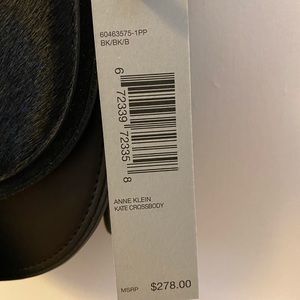 60463575-1PP
BK/BK/B
6 72339 72335 8
ANNE KLEIN
KATE CROSSBODY
MSRP $278.00